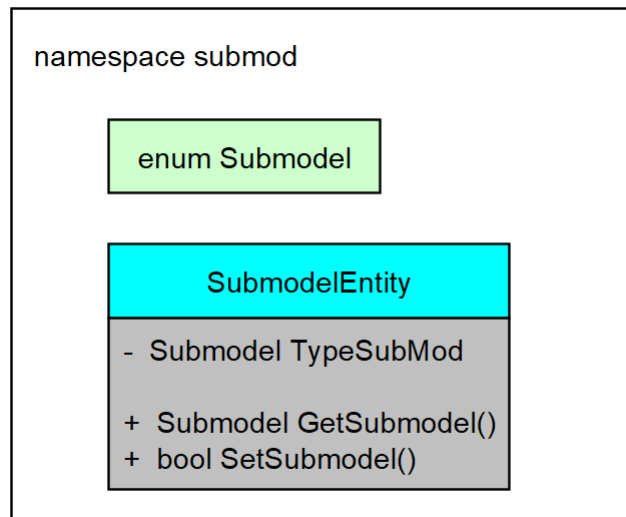 namespace submod
enum Submodel
SubmodelEntity
- Submodel TypeSubMod
+ Submodel GetSubmodel()
+ bool SetSubmodel()